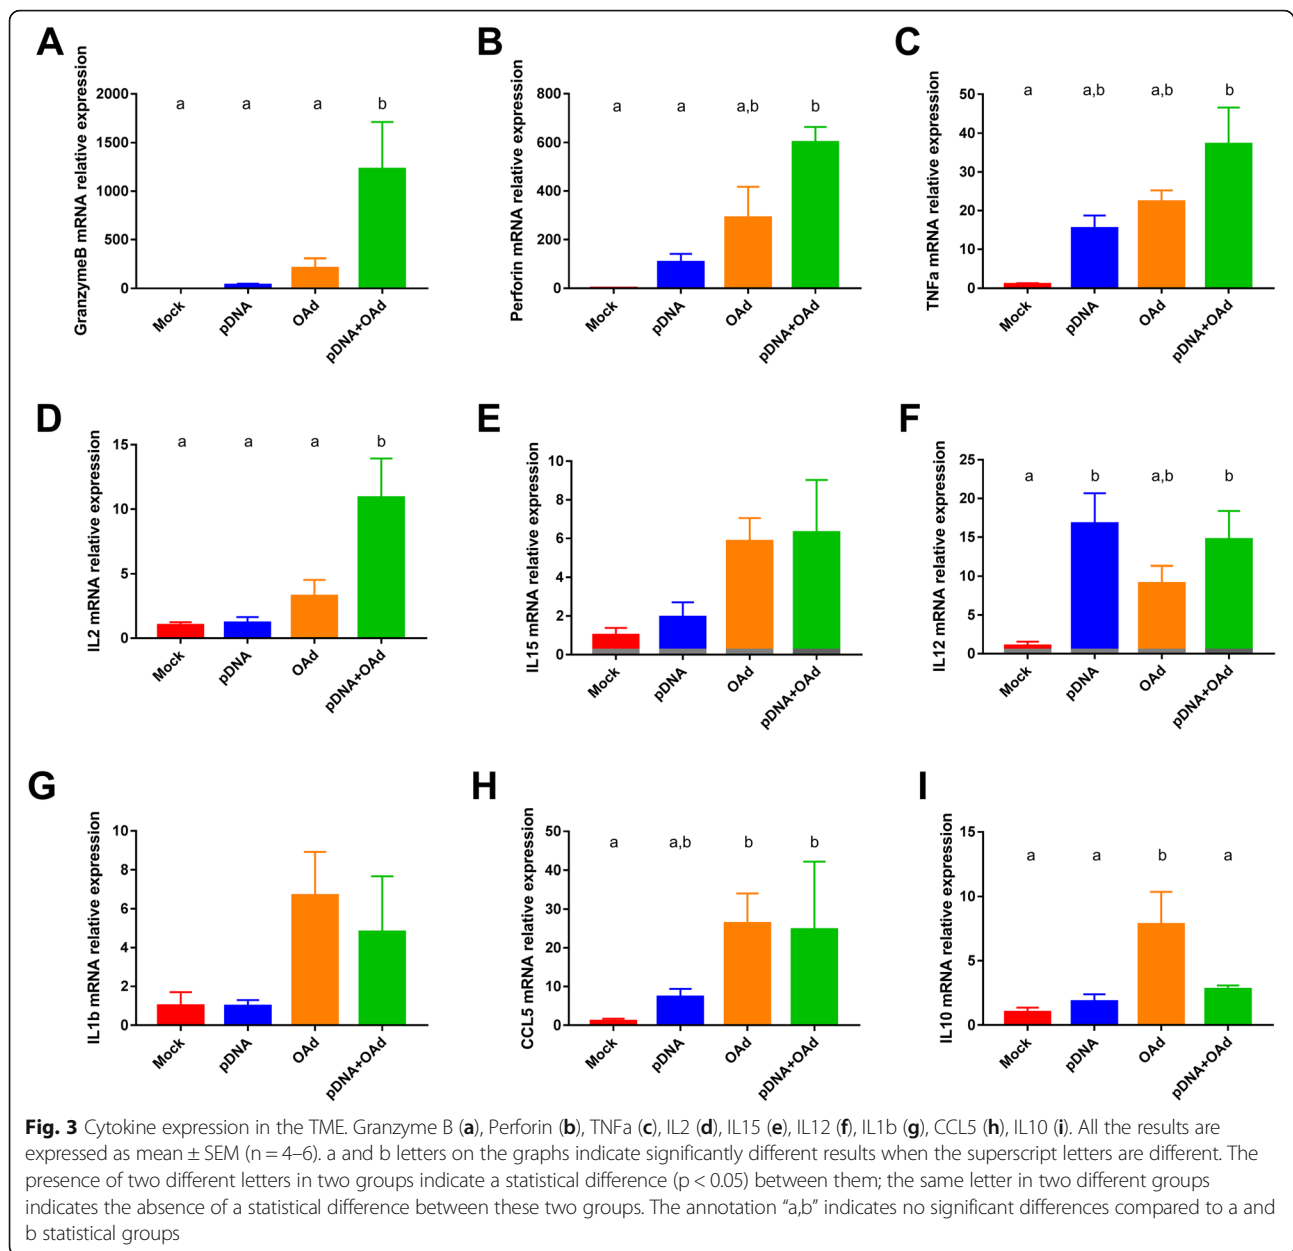 A
GranzymeB mRNA relative expression
2000
1500
1000
500
0
a a a b
Mock pDNA OAd pDNA+OAd
B
Perforin mRNA relative expression
800
600
400
200
0
a a a,b b
Mock pDNA OAd pDNA+OAd
C
TNFa mRNA relative expression
50
40
30
20
10
0
a a,b a,b b
Mock pDNA OAd pDNA+OAd
D
IL2 mRNA relative expression
15
10
5
0
a a a b
Mock pDNA OAd pDNA+OAd
E
IL15 mRNA relative expression
10
8
6
4
2
0
Mock pDNA OAd pDNA+OAd
F
IL12 mRNA relative expression
25
20
15
10
5
0
a b a,b b
Mock pDNA OAd pDNA+OAd
G
IL1b mRNA relative expression
10
8
6
4
2
0
Mock pDNA OAd pDNA+OAd
H
CCL5 mRNA relative expression
50
40
30
20
10
0
a a,b b b
Mock pDNA OAd pDNA+OAd
I
IL10 mRNA relative expression
15
10
5
0
a a b a
Mock pDNA OAd pDNA+OAd
Fig. 3 Cytokine expression in the TME. Granzyme B (a), Perforin (b), TNFa (c), IL2 (d), IL15 (e), IL12 (f), IL1b (g), CCL5 (h), IL10 (i). All the results are
expressed as mean ± SEM (n = 4–6). a and b letters on the graphs indicate significantly different results when the superscript letters are different. The
presence of two different letters in two groups indicate a statistical difference (p < 0.05) between them; the same letter in two different groups
indicates the absence of a statistical difference between these two groups. The annotation “a,b” indicates no significant differences compared to a and
b statistical groups